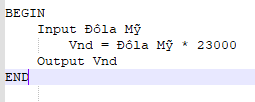 BEGIN
Input Đôla Mỹ
Vnd = Đôla Mỹ * 23000
Output Vnd
END